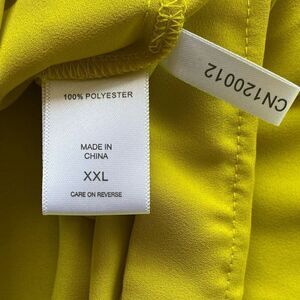 100% POLYESTER
MADE IN
CHINA
XXL
CARE ON REVERSE
CN120012